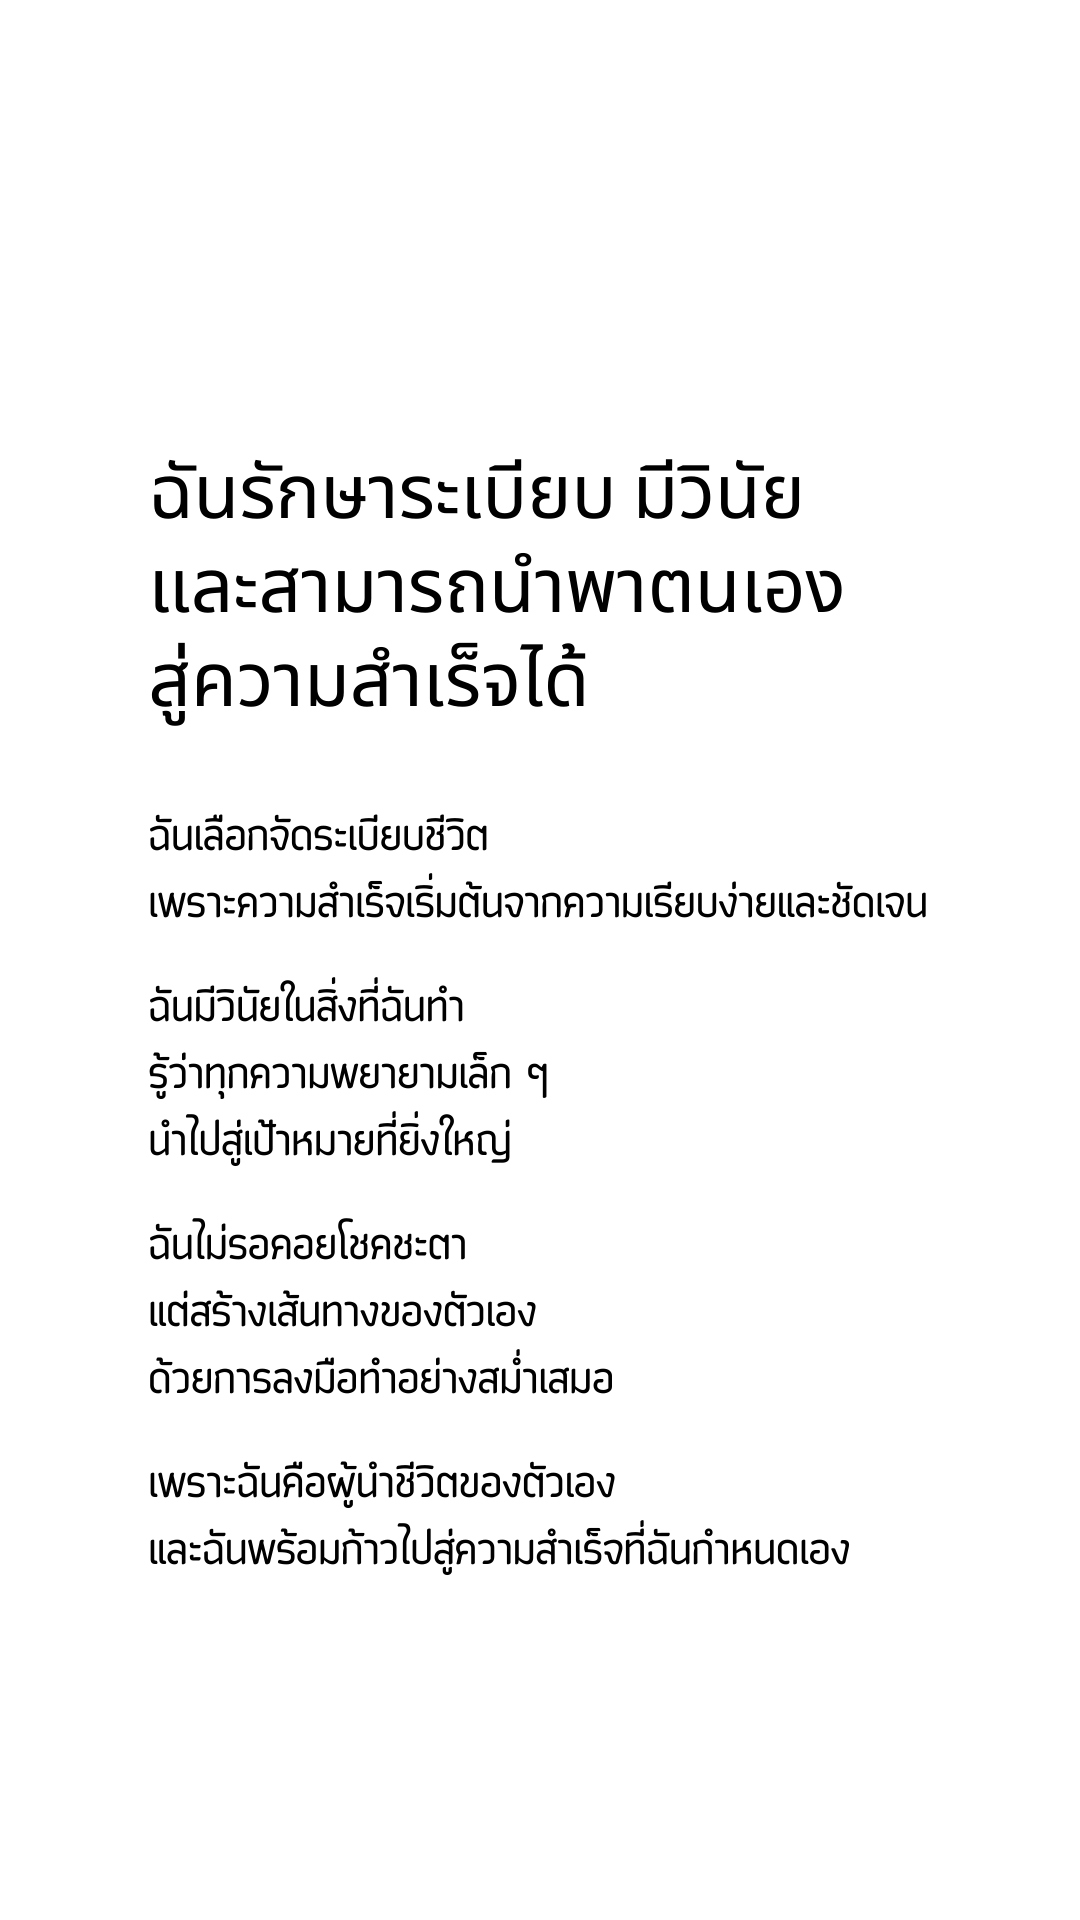 ฉันรักษาระเบียบ มีวินัย
และสามารถนำพาตนเอง
สู่ความสำเร็จได้
ฉันเลือกจัดระเบียบชีวิต
เพราะความสำเร็จเริ่มต้นจากความเรียบง่ายและชัดเจน
ฉันมีวินัยในสิ่งที่ฉันทำ
รู้ว่าทุกความพยายามเล็ก ๆ
นำไปสู่เป้าหมายที่ยิ่งใหญ่
ฉันไม่รอคอยโชคชะตา
แต่สร้างเส้นทางของตัวเอง
ด้วยการลงมือทำอย่างสม่ำเสมอ
เพราะฉันคือผู้นำชีวิตของตัวเอง
และฉันพร้อมก้าวไปสู่ความสำเร็จที่ฉันกำหนดเอง